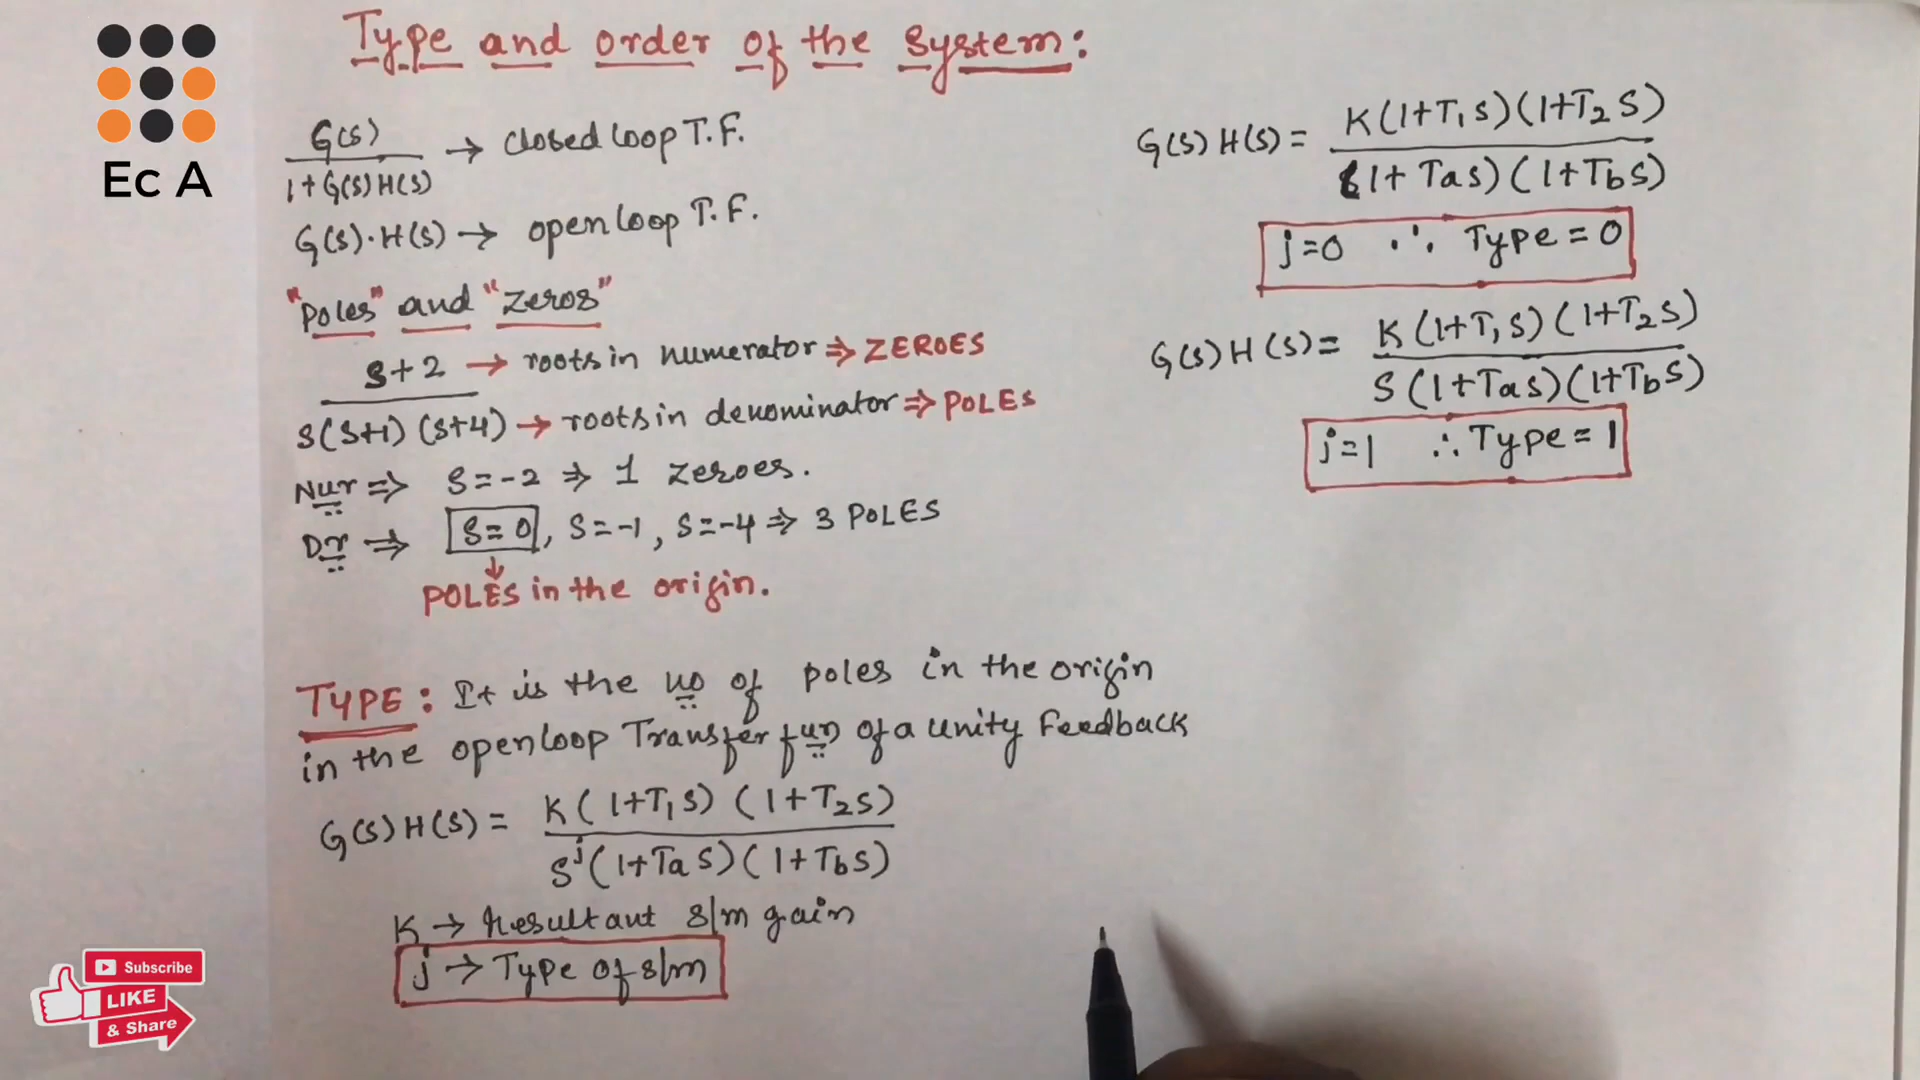 Type and order of the system:
G(s) / 1+G(s)H(s) → closed loop T.F.
G(s).H(s) → open loop T.F.
"Poles" and "Zeros"
s+2 → roots in numerator ⇒ ZEROES
s(s+1)(s+4) → roots in denominator ⇒ POLES
Nur ⇒ s=-2 ⇒ 1 zeroes.
Dr ⇒ s=0, s=-1, s=-4 ⇒ 3 POLES
↓
POLES in the origin.
TYPE: It is the no of poles in the origin
in the openloop Transfer fun of a unity Feedback
G(s)H(s) = K(1+T₁s)(1+T₂s) / sʲ(1+Tas)(1+Tbs)
K → Resultant s/m gain
j → Type of s/m
G(s)H(s) = K(1+T₁s)(1+T₂s) / (1+Tas)(1+Tbs)
j=0 ∴ Type=0
G(s)H(s) = K(1+T₁s)(1+T₂s) / s(1+Tas)(1+Tbs)
j=1 ∴ Type=1
Ec A
Subscribe
LIKE
& Share